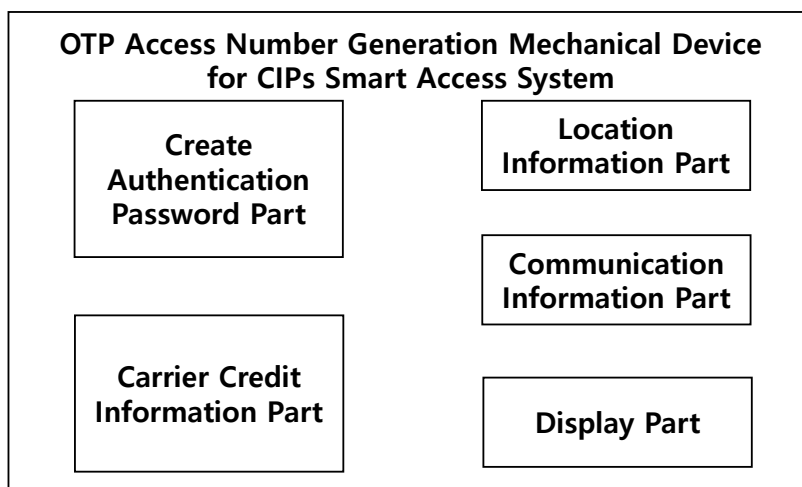 OTP Access Number Generation Mechanical Device
for CIPs Smart Access System
Create
Authentication
Password Part
Location
Information Part
Communication
Information Part
Carrier Credit
Information Part
Display Part